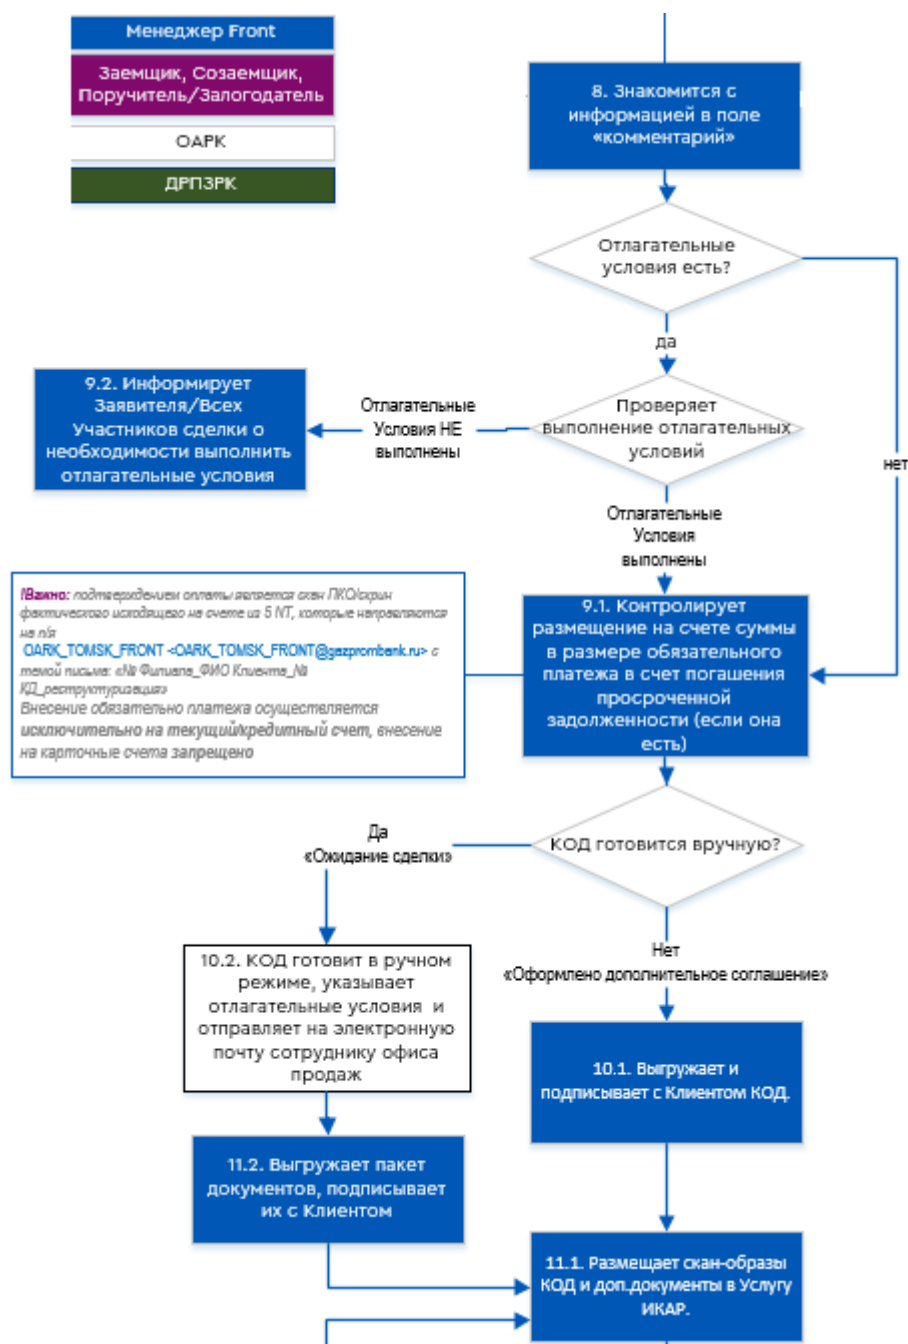 Менеджер Front
Заемщик, Созаемщик,
Поручитель/Залогодатель
ОАРК
ДРПЗРК
8. Знакомится с
информацией в поле
«комментарий»
Отлагательные
условия есть?
да
нет
Проверяет
выполнение отлагательных
условий
Отлагательные
Условия НЕ
выполнены
9.2. Информирует
Заявителя/Всех
Участников сделки о
необходимости выполнить
отлагательные условия
Отлагательные
Условия
выполнены
!Важно: подтверждением оплаты является скан ПКО/скрин
фактического исходящего на счете из 5 NT, которые направляются
на п/я
OARK_TOMSK_FRONT <OARK_TOMSK_FRONT@gazprombank.ru> с
темой письма: «№ Филиала_ФИО Клиента_№
КД_реструктуризация»
Внесение обязательно платежа осуществляется
исключительно на текущий/кредитный счет, внесение
на карточные счета запрещено
9.1. Контролирует
размещение на счете суммы
в размере обязательного
платежа в счет погашения
просроченной
задолженности (если она
есть)
КОД готовится вручную?
Да
«Ожидание сделки»
Нет
«Оформлено дополнительное соглашение»
10.2. КОД готовит в ручном
режиме, указывает
отлагательные условия и
отправляет на электронную
почту сотруднику офиса
продаж
10.1. Выгружает и
подписывает с Клиентом КОД.
11.2. Выгружает пакет
документов, подписывает
их с Клиентом
11.1. Размещает скан-образы
КОД и доп.документы в Услугу
ИКАР.